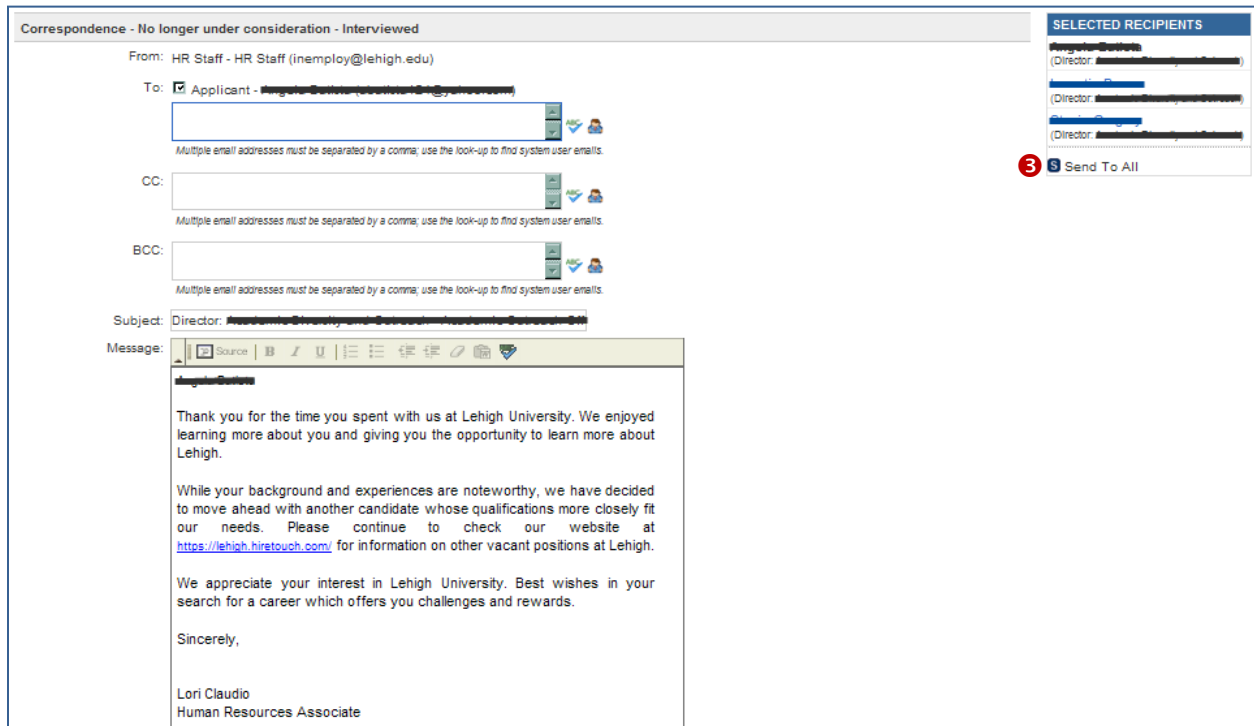 Correspondence - No longer under consideration - Interviewed
From: HR Staff - HR Staff (inemploy@lehigh.edu)
To: Applicant -
ABC
Multiple email addresses must be separated by a comma; use the look-up to find system user emails.
CC:
ABC
Multiple email addresses must be separated by a comma; use the look-up to find system user emails.
BCC:
ABC
Multiple email addresses must be separated by a comma; use the look-up to find system user emails.
Subject: Director:
Message:
Source B I U
Thank you for the time you spent with us at Lehigh University. We enjoyed
learning more about you and giving you the opportunity to learn more about
Lehigh.
While your background and experiences are noteworthy, we have decided
to move ahead with another candidate whose qualifications more closely fit
our needs. Please continue to check our website at
https://lehigh.hiretouch.com/ for information on other vacant positions at Lehigh.
We appreciate your interest in Lehigh University. Best wishes in your
search for a career which offers you challenges and rewards.
Sincerely,
Lori Claudio
Human Resources Associate
SELECTED RECIPIENTS
(Director: )
(Director: )
(Director: )
3 S Send To All